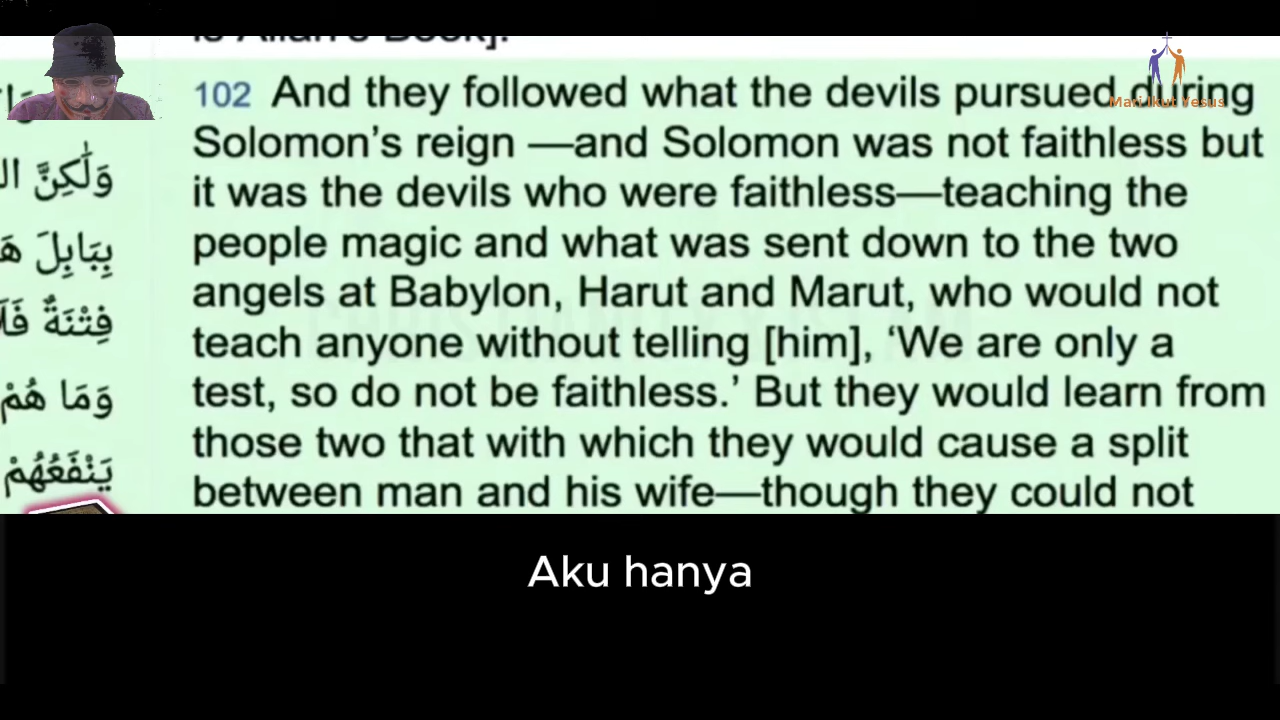 is Allah's Book].
102 And they followed what the devils pursued during
Solomon's reign —and Solomon was not faithless but
it was the devils who were faithless—teaching the
people magic and what was sent down to the two
angels at Babylon, Harut and Marut, who would not
teach anyone without telling [him], ‘We are only a
test, so do not be faithless.’ But they would learn from
those two that with which they would cause a split
between man and his wife—though they could not
وَلَٰكِنَّ
بِبَابِلَ
فِتْنَةٌ
وَمَا هُمْ
يَنْفَعُهُمْ
Mari Ikut Yesus
Aku hanya